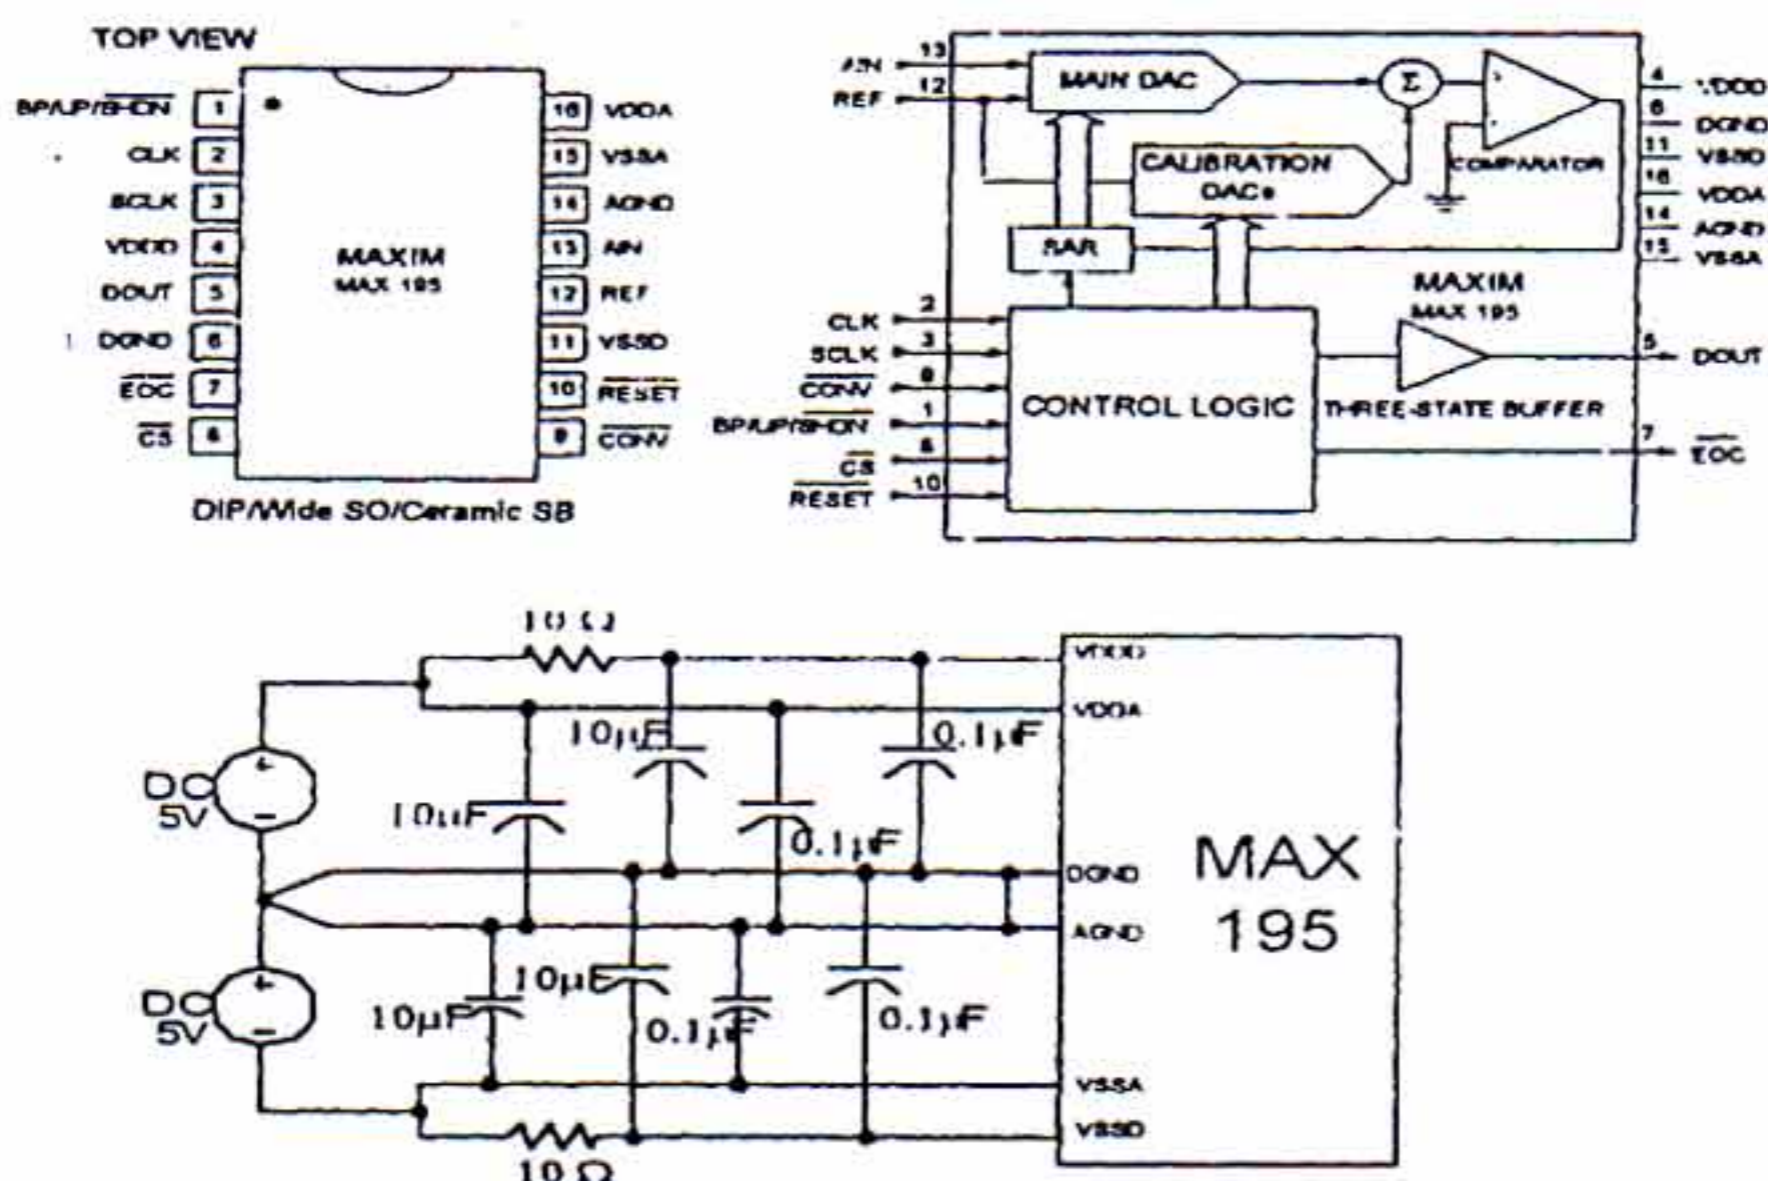 TOP VIEW
BP/UP/SHDN 1
CLK 2
SCLK 3
VDDD 4
DOUT 5
DGND 6
EOC 7
CS 8
16 VDDA
15 VSSA
14 AGND
13 AIN
12 REF
11 VSSD
10 RESET
9 CONV
MAXIM
MAX 195
DIP/Wide SO/Ceramic SB
AIN 13
REF 12
MAIN DAC
Σ
COMPARATOR
CALIBRATION
DACs
SAR
CLK 2
SCLK 3
CONV 9
BP/UP/SHDN 1
CS 8
RESET 10
CONTROL LOGIC
MAXIM
MAX 195
THREE-STATE BUFFER
4 VDDD
6 DGND
11 VSSD
16 VDDA
14 AGND
15 VSSA
5 DOUT
7 EOC
10 Ω
VDDD
VDDA
10µF
0.1µF
DC
5V
+
−
10µF
0.1µF
DGND
AGND
MAX
195
DC
5V
+
−
10µF
10µF
0.1µF
0.1µF
VSSA
VSSD
10 Ω